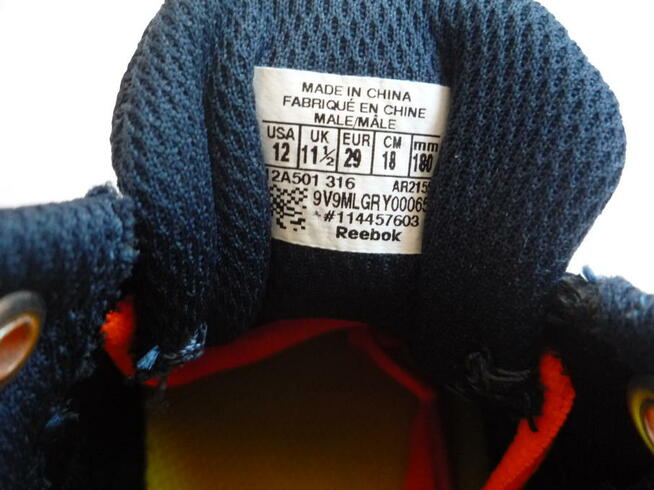 MADE IN CHINA
FABRIQUÉ EN CHINE
MALE/MÂLE
USA UK EUR CM mm
12 11½ 29 18 180
12A501 316 AR215
9V9MLGRY00065
#114457603
Reebok